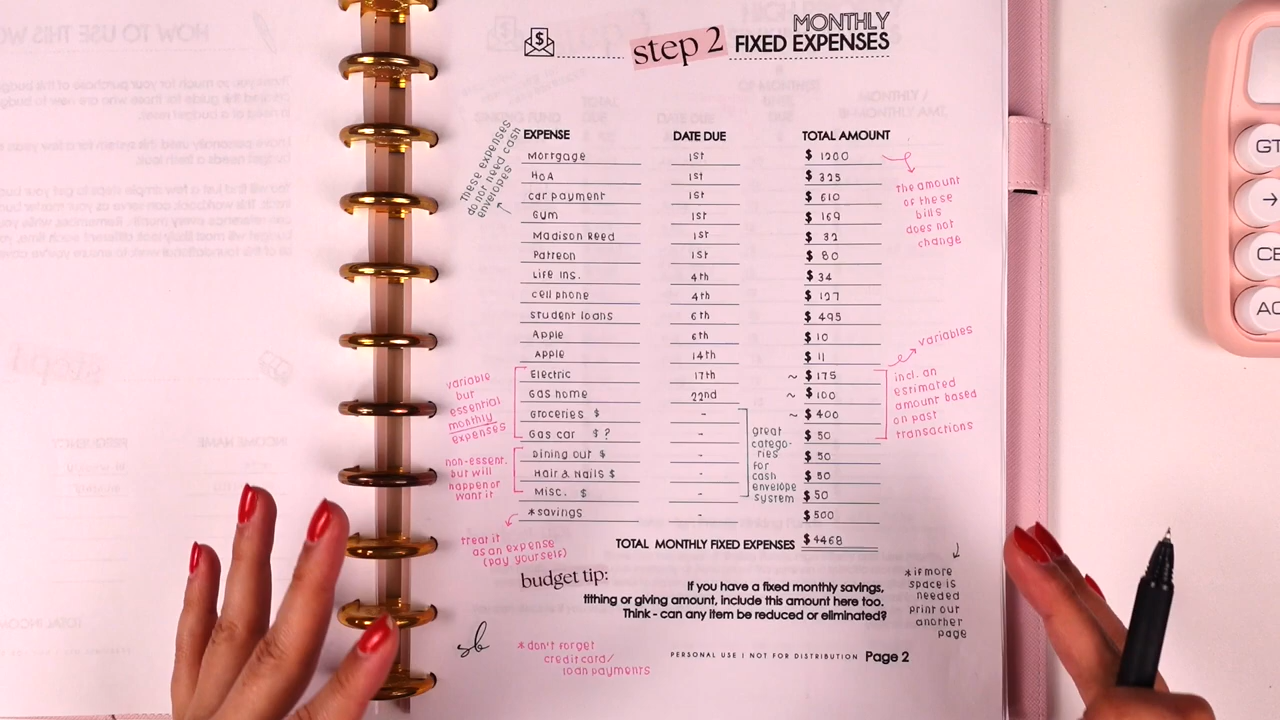 step 2 MONTHLY FIXED EXPENSES
EXPENSE DATE DUE TOTAL AMOUNT
these expenses do not need cash envelopes
Mortgage 1st $ 1200
HOA 1st $ 325
car payment 1st $ 610
Gym 1st $ 169
Madison Reed 1st $ 32
Patreon 1st $ 80
Life Ins. 4th $ 34
cell phone 4th $ 127
student loans 6th $ 495
Apple 6th $ 10
Apple 14th $ 11
Electric 17th ~ $ 175
Gas home 22nd ~ $ 100
Groceries $ - ~ $ 400
Gas car $ ? - $ 50
Dining out $ - $ 50
Hair & Nails $ - $ 50
Misc. $ - $ 50
*savings - $ 500
TOTAL MONTHLY FIXED EXPENSES $ 4468
the amount
of these
bills
does not
change
variables
incl. an
estimated
amount based
on past
transactions
variable
but
essential
monthly
expenses
non-essent.
but will
happen or
want it
great
catego-
ries
for
cash
envelope
system
treat it
as an expense
(pay yourself)
budget tip:
If you have a fixed monthly savings,
tithing or giving amount, include this amount here too.
Think - can any item be reduced or eliminated?
*if more
space is
needed
print out
another
page
sb
*don't forget
credit card/
loan payments
PERSONAL USE | NOT FOR DISTRIBUTION Page 2
GT
→
CE
AC